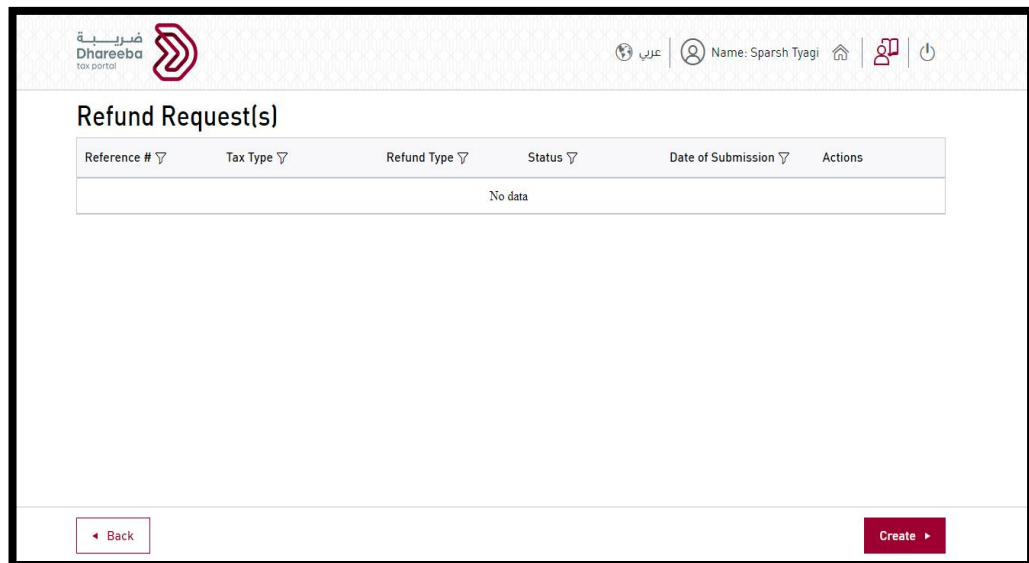 ضريبة
Dhareeba
tax portal
عربي
Name: Sparsh Tyagi
Refund Request(s)
Reference # Tax Type Refund Type Status Date of Submission Actions
No data
Back
Create